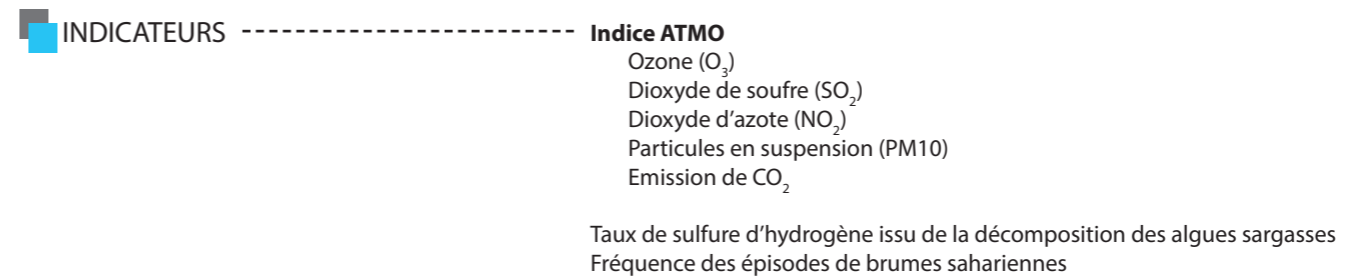 INDICATEURS ------------------------- Indice ATMO
Ozone (O₃)
Dioxyde de soufre (SO₂)
Dioxyde d’azote (NO₂)
Particules en suspension (PM10)
Emission de CO₂
Taux de sulfure d’hydrogène issu de la décomposition des algues sargasses
Fréquence des épisodes de brumes sahariennes